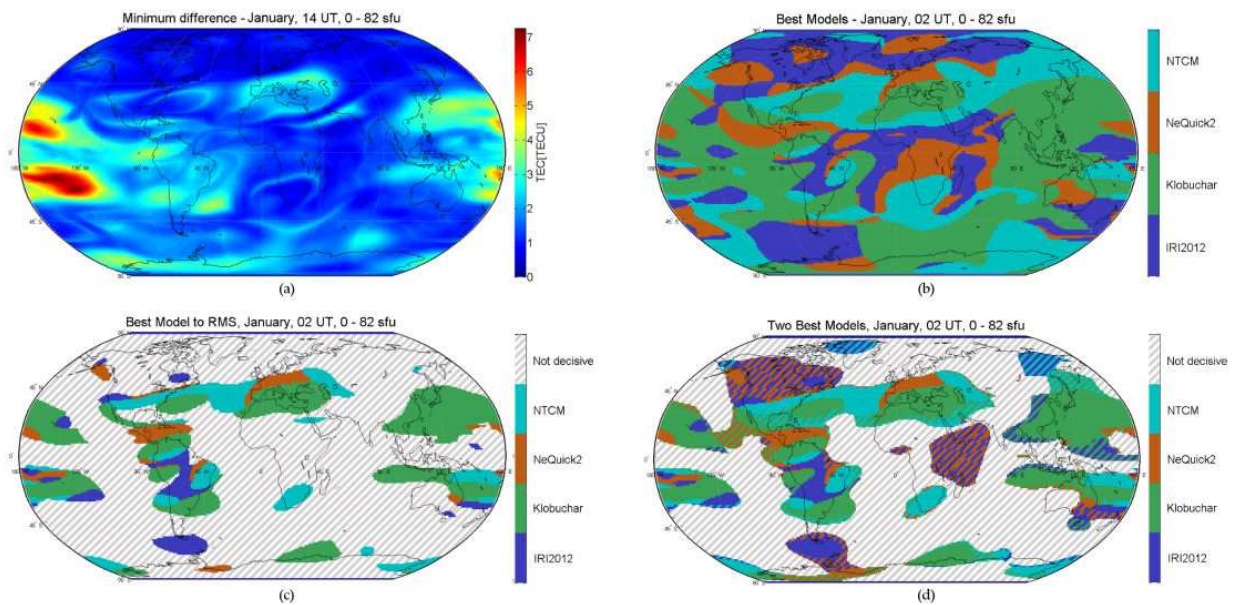 Minimum difference - January, 14 UT, 0 - 82 sfu
7
6
5
4
3
2
1
0
TEC[TECU]
(a)
Best Models - January, 02 UT, 0 - 82 sfu
NTCM
NeQuick2
Klobuchar
IRI2012
(b)
Best Model to RMS, January, 02 UT, 0 - 82 sfu
Not decisive
NTCM
NeQuick2
Klobuchar
IRI2012
(c)
Two Best Models, January, 02 UT, 0 - 82 sfu
Not decisive
NTCM
NeQuick2
Klobuchar
IRI2012
(d)